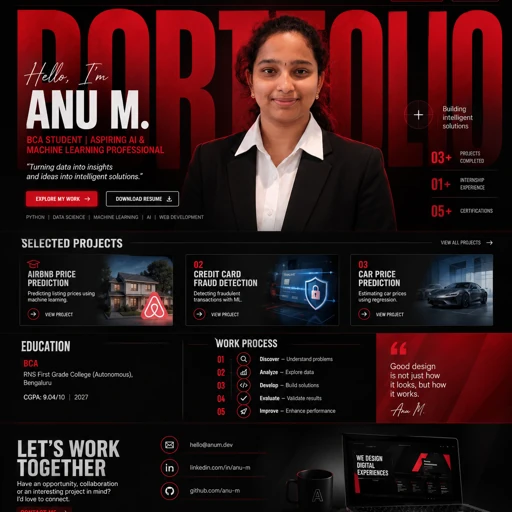 PORTFOLIO
Hello, I'm
ANU M.
BCA STUDENT | ASPIRING AI &
MACHINE LEARNING PROFESSIONAL
"Turning data into insights
and ideas into intelligent solutions."
EXPLORE MY WORK
DOWNLOAD RESUME
PYTHON | DATA SCIENCE | MACHINE LEARNING | AI | WEB DEVELOPMENT
+
Building
intelligent
solutions
03+ PROJECTS
COMPLETED
01+ INTERNSHIP
EXPERIENCE
05+ CERTIFICATIONS
SELECTED PROJECTS
VIEW ALL PROJECTS
01
AIRBNB PRICE
PREDICTION
Predicting listing prices using
machine learning.
VIEW PROJECT
02
CREDIT CARD
FRAUD DETECTION
Detecting fraudulent
transactions with ML.
VIEW PROJECT
03
CAR PRICE
PREDICTION
Estimating car prices
using regression.
VIEW PROJECT
EDUCATION
BCA
RNS First Grade College (Autonomous),
Bengaluru
CGPA: 9.04/10 | 2027
WORK PROCESS
01 Discover – Understand problems
02 Analyze – Explore data
03 Develop – Build solutions
04 Evaluate – Validate results
05 Improve – Enhance performance
“
Good design
is not just how
it looks, but how
it works.
Anu M.
LET'S WORK
TOGETHER
Have an opportunity, collaboration
or an interesting project in mind?
I'd love to connect.
CONTACT ME
hello@anum.dev
linkedin.com/in/anu-m
github.com/anu-m
A
WE DESIGN
DIGITAL
EXPERIENCES